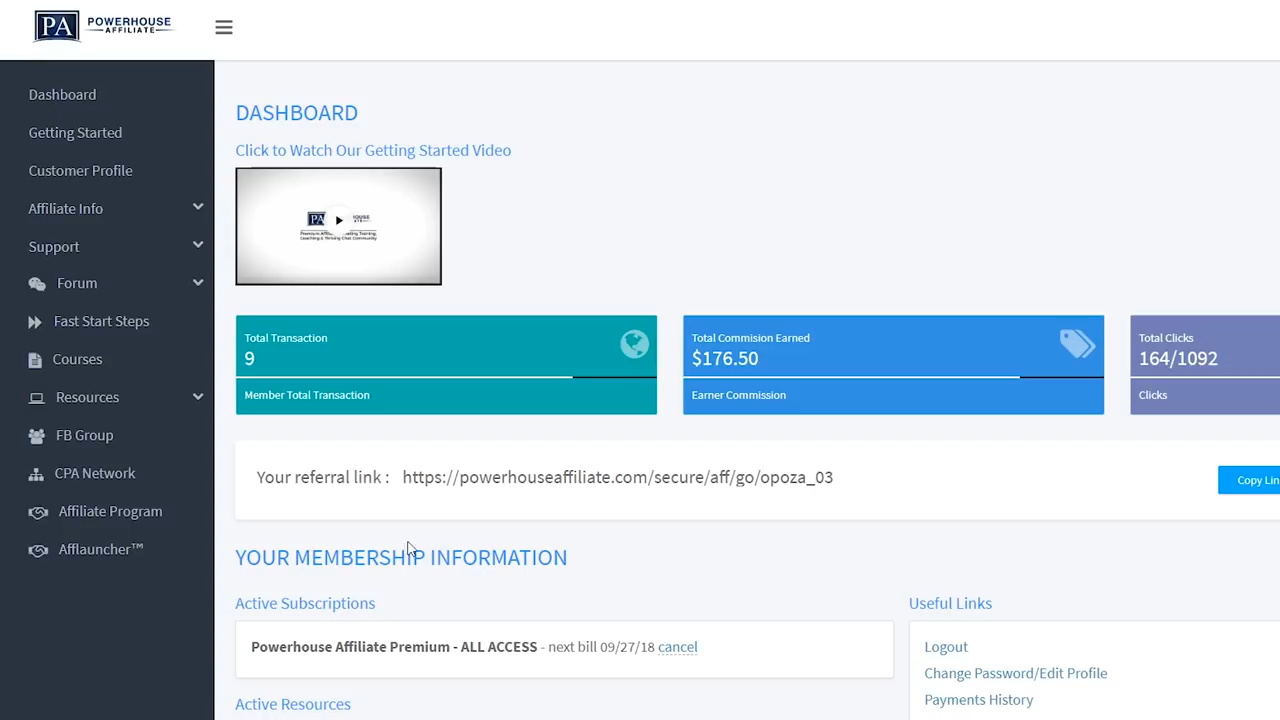 PA POWERHOUSE
AFFILIATE
Dashboard
Getting Started
Customer Profile
Affiliate Info
Support
Forum
Fast Start Steps
Courses
Resources
FB Group
CPA Network
Affiliate Program
Afflauncher™
DASHBOARD
Click to Watch Our Getting Started Video
PA
Total Transaction
9
Member Total Transaction
Total Commision Earned
$176.50
Earner Commission
Total Clicks
164/1092
Clicks
Your referral link : https://powerhouseaffiliate.com/secure/aff/go/opoza_03
Copy Lin
YOUR MEMBERSHIP INFORMATION
Active Subscriptions
Powerhouse Affiliate Premium - ALL ACCESS - next bill 09/27/18 cancel
Active Resources
Useful Links
Logout
Change Password/Edit Profile
Payments History